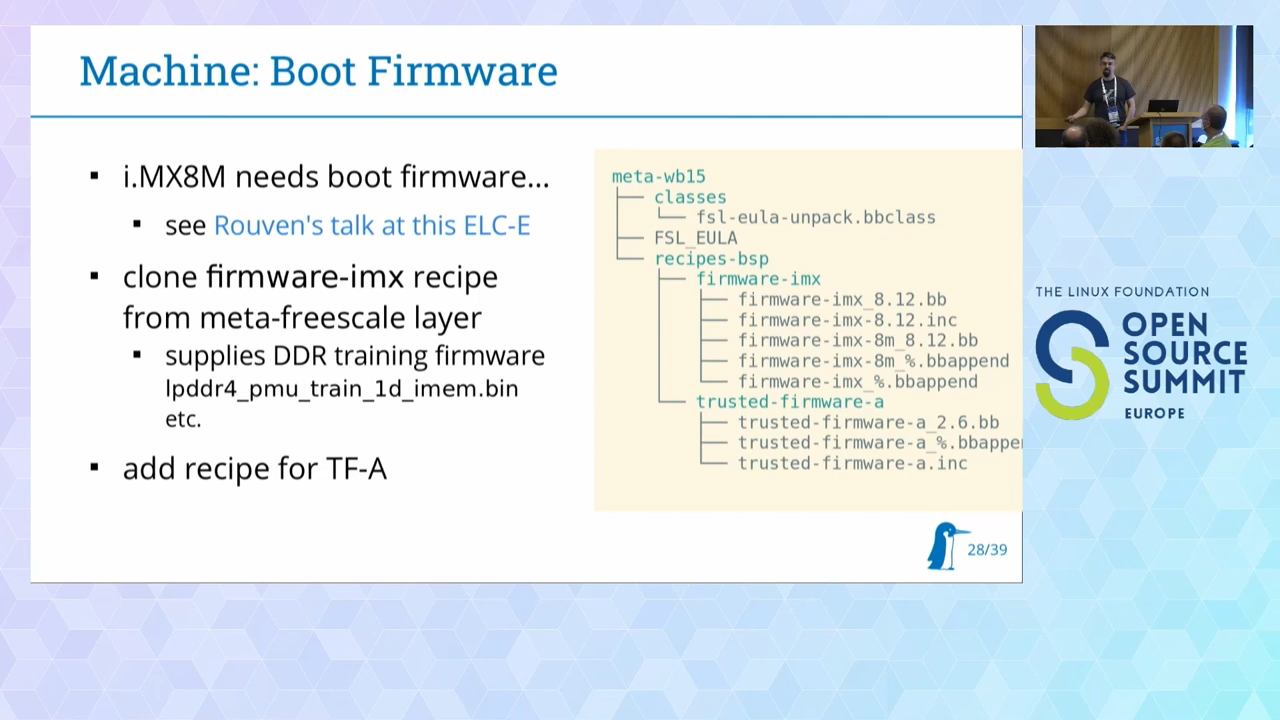 Machine: Boot Firmware
▪ i.MX8M needs boot firmware...
▪ see Rouven's talk at this ELC-E
▪ clone firmware-imx recipe
from meta-freescale layer
▪ supplies DDR training firmware
lpddr4_pmu_train_1d_imem.bin
etc.
▪ add recipe for TF-A
meta-wb15
├── classes
│   └── fsl-eula-unpack.bbclass
├── FSL_EULA
└── recipes-bsp
    ├── firmware-imx
    │   ├── firmware-imx_8.12.bb
    │   ├── firmware-imx-8.12.inc
    │   ├── firmware-imx-8m_8.12.bb
    │   ├── firmware-imx-8m_%.bbappend
    │   └── firmware-imx_%.bbappend
    └── trusted-firmware-a
        ├── trusted-firmware-a_2.6.bb
        ├── trusted-firmware-a_%.bbappe
        └── trusted-firmware-a.inc
28/39
THE LINUX FOUNDATION
OPEN
SOURCE
SUMMIT
EUROPE